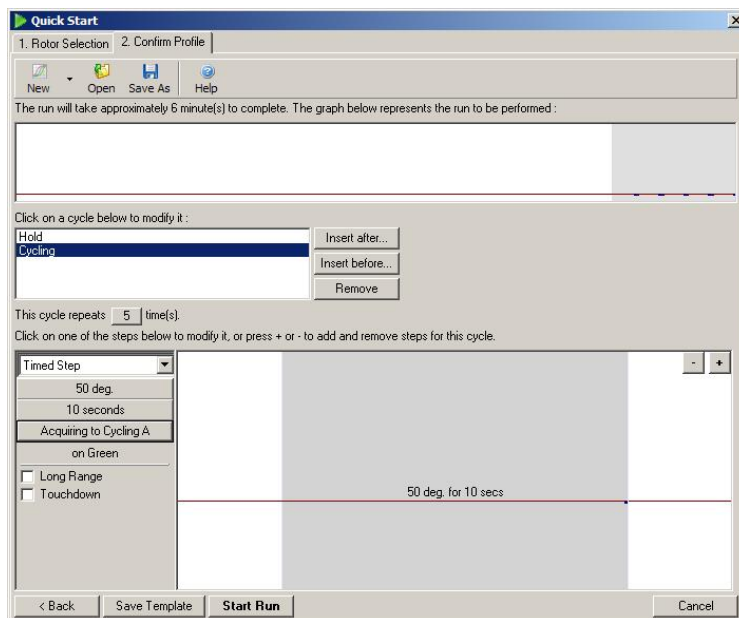 Quick Start
1. Rotor Selection 2. Confirm Profile
New Open Save As Help
The run will take approximately 6 minute(s) to complete. The graph below represents the run to be performed :
Click on a cycle below to modify it :
Hold
Cycling
Insert after...
Insert before...
Remove
This cycle repeats 5 time(s).
Click on one of the steps below to modify it, or press + or - to add and remove steps for this cycle.
Timed Step
- +
50 deg.
10 seconds
Acquiring to Cycling A
on Green
Long Range
Touchdown
50 deg. for 10 secs
< Back Save Template Start Run Cancel